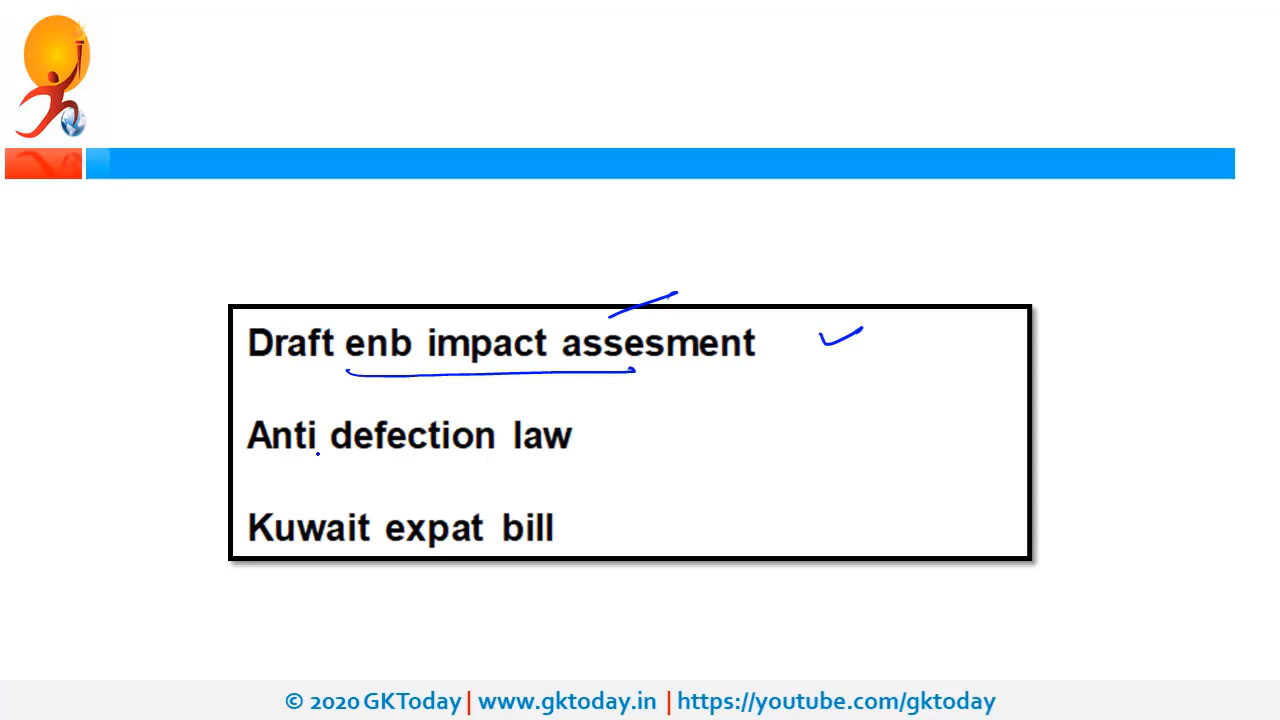 Draft enb impact assesment
Anti defection law
Kuwait expat bill
© 2020 GKToday | www.gktoday.in | https://youtube.com/gktoday